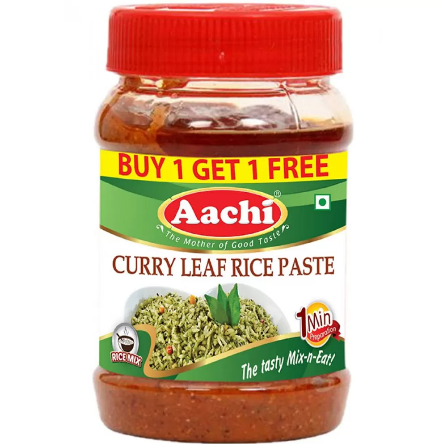 BUY 1 GET 1 FREE
Aachi®
The Mother of Good Taste
CURRY LEAF RICE PASTE
1 Min
Preparation
RICE MIX
The tasty Mix-n-Eat!